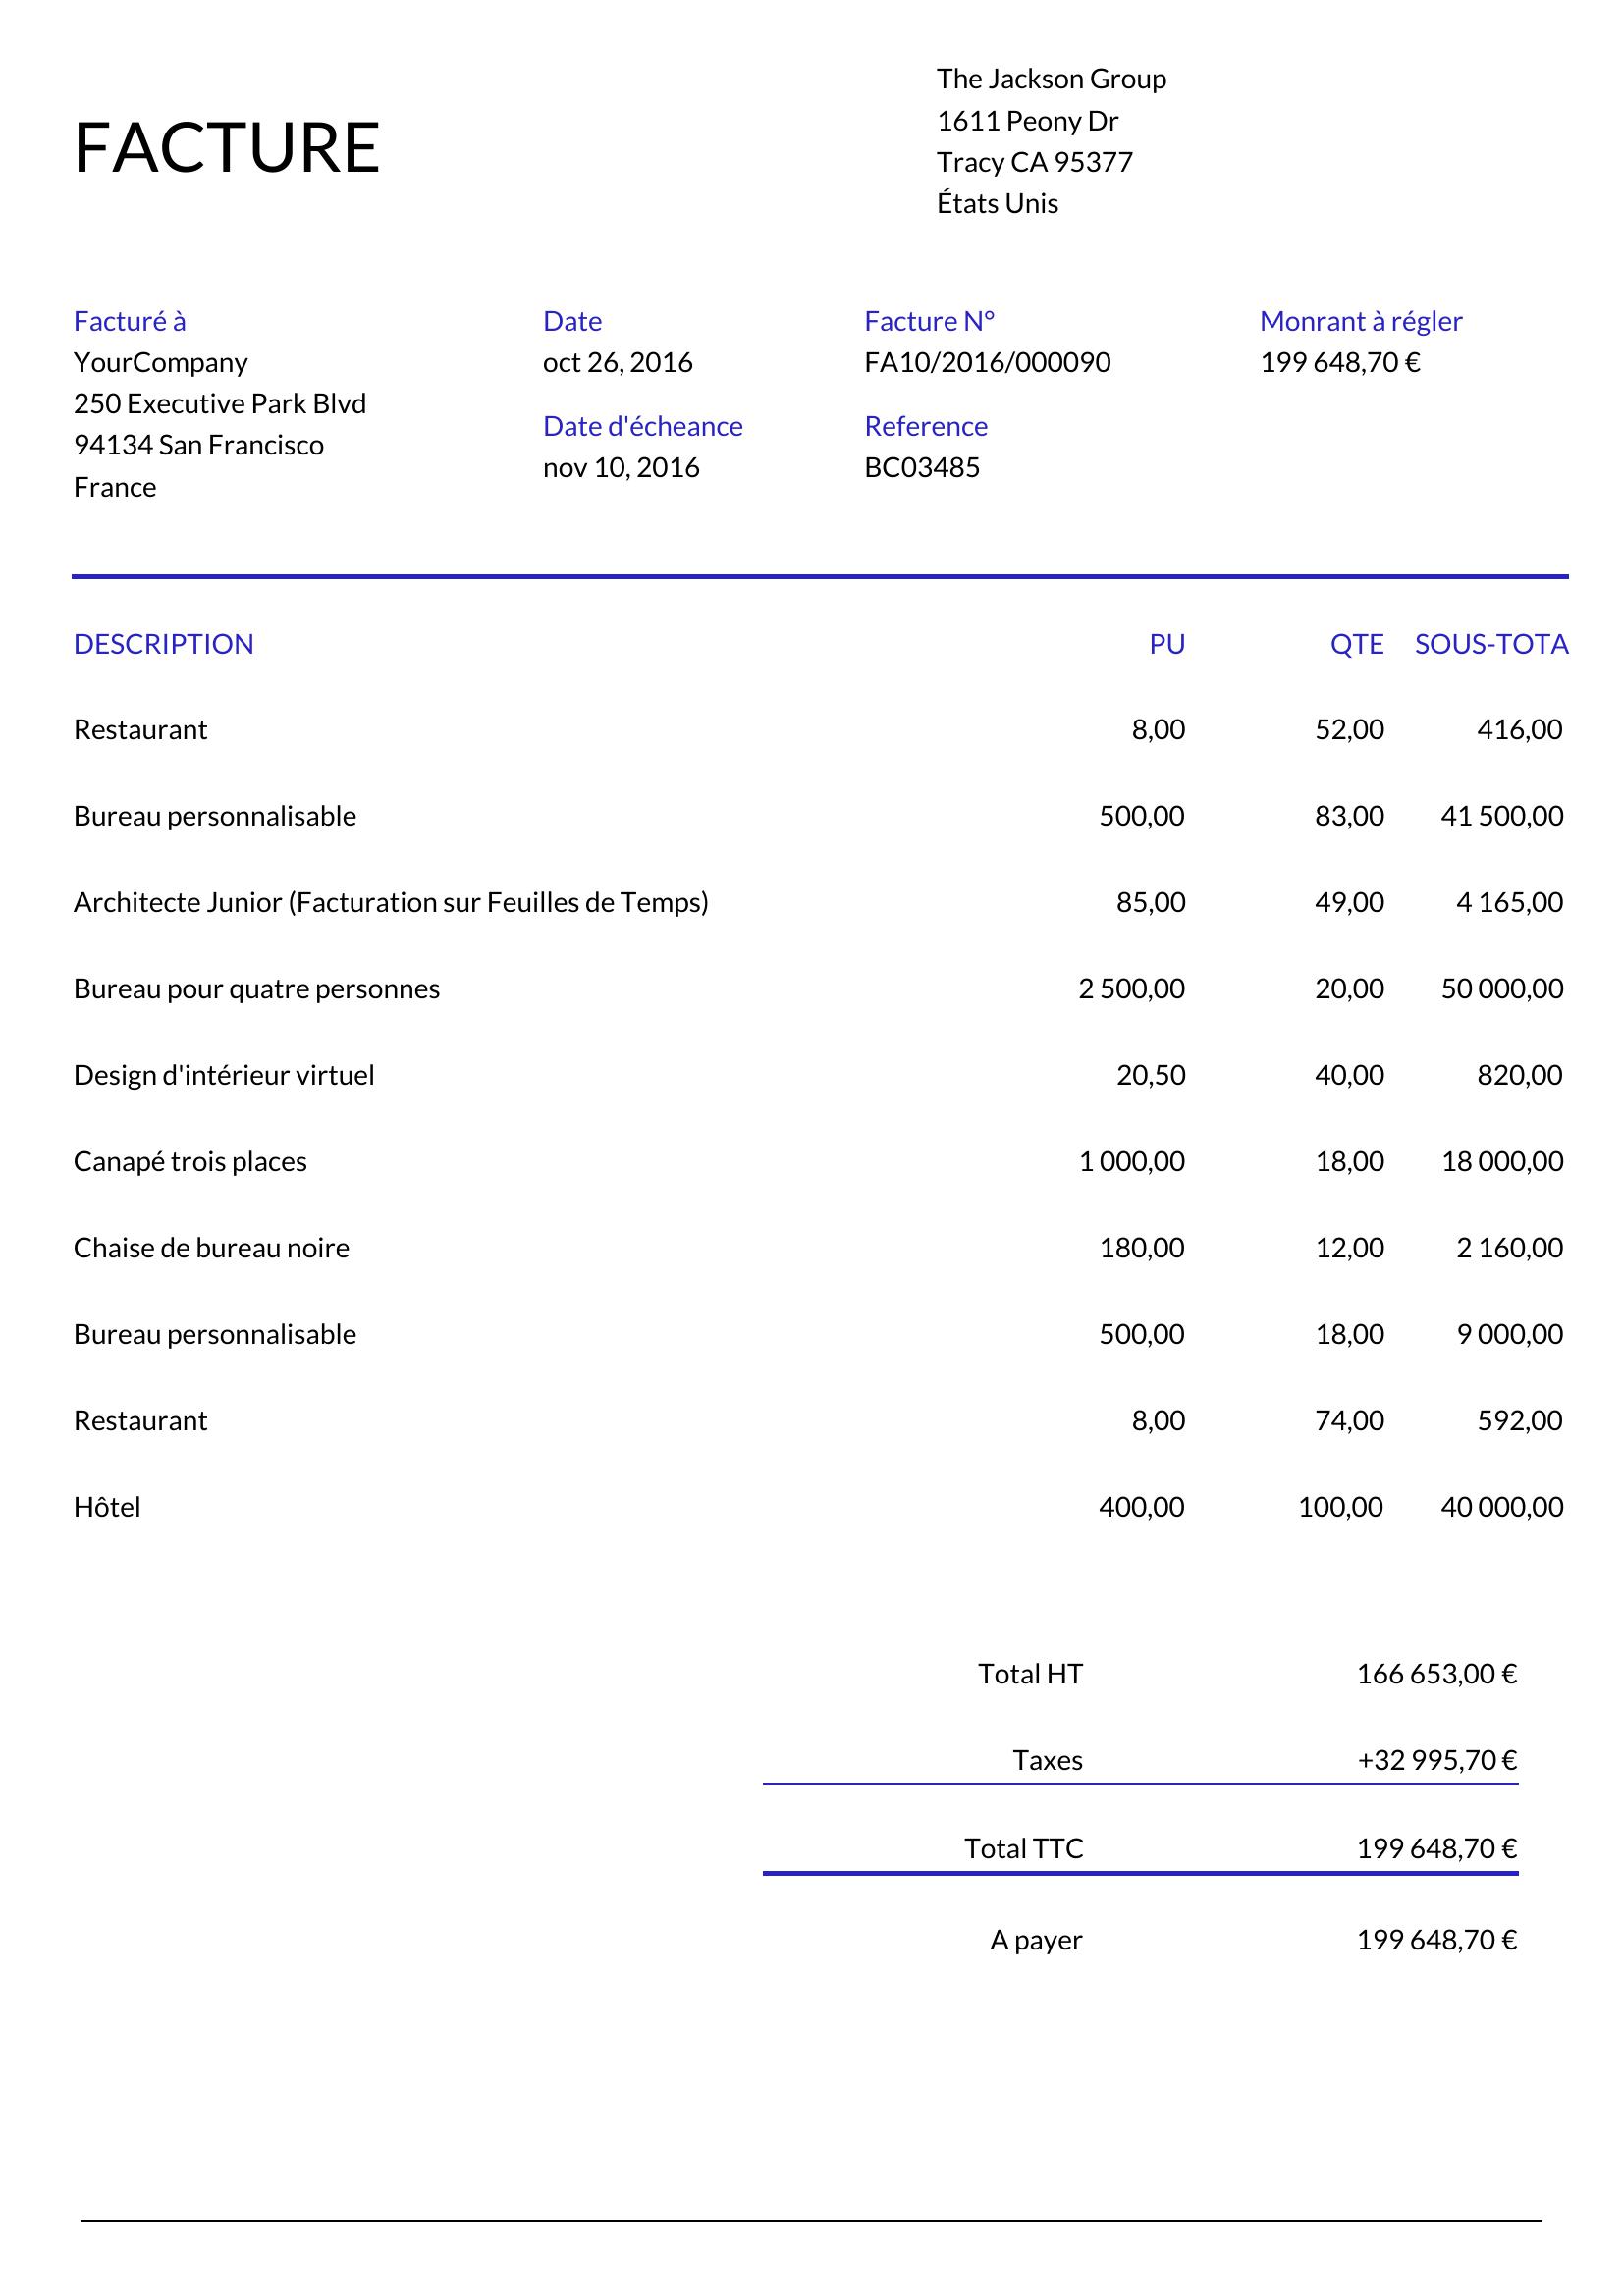 The Jackson Group
1611 Peony Dr
Tracy CA 95377
États Unis
FACTURE
Facturé à
YourCompany
250 Executive Park Blvd
94134 San Francisco
France
Date
oct 26, 2016
Date d'écheance
nov 10, 2016
Facture N°
FA10/2016/000090
Reference
BC03485
Monrant à régler
199 648,70 €
DESCRIPTION PU QTE SOUS-TOTA
Restaurant 8,00 52,00 416,00
Bureau personnalisable 500,00 83,00 41 500,00
Architecte Junior (Facturation sur Feuilles de Temps) 85,00 49,00 4 165,00
Bureau pour quatre personnes 2 500,00 20,00 50 000,00
Design d'intérieur virtuel 20,50 40,00 820,00
Canapé trois places 1 000,00 18,00 18 000,00
Chaise de bureau noire 180,00 12,00 2 160,00
Bureau personnalisable 500,00 18,00 9 000,00
Restaurant 8,00 74,00 592,00
Hôtel 400,00 100,00 40 000,00
Total HT 166 653,00 €
Taxes +32 995,70 €
Total TTC 199 648,70 €
A payer 199 648,70 €